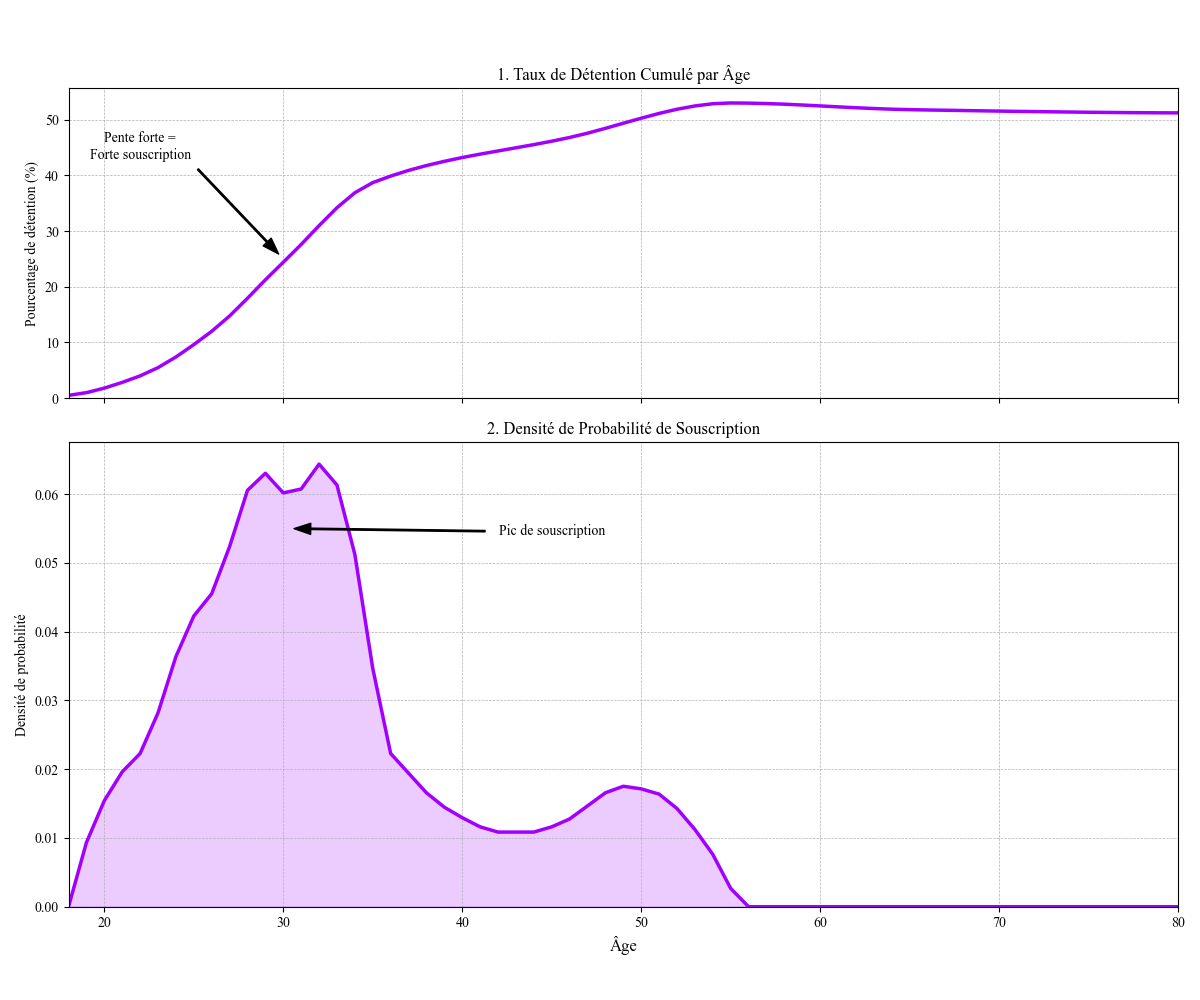 1. Taux de Détention Cumulé par Âge
Pourcentage de détention (%)
50
40
30
20
10
0
Pente forte =
Forte souscription
2. Densité de Probabilité de Souscription
Densité de probabilité
0.06
0.05
0.04
0.03
0.02
0.01
0.00
Pic de souscription
20
30
40
50
60
70
80
Âge